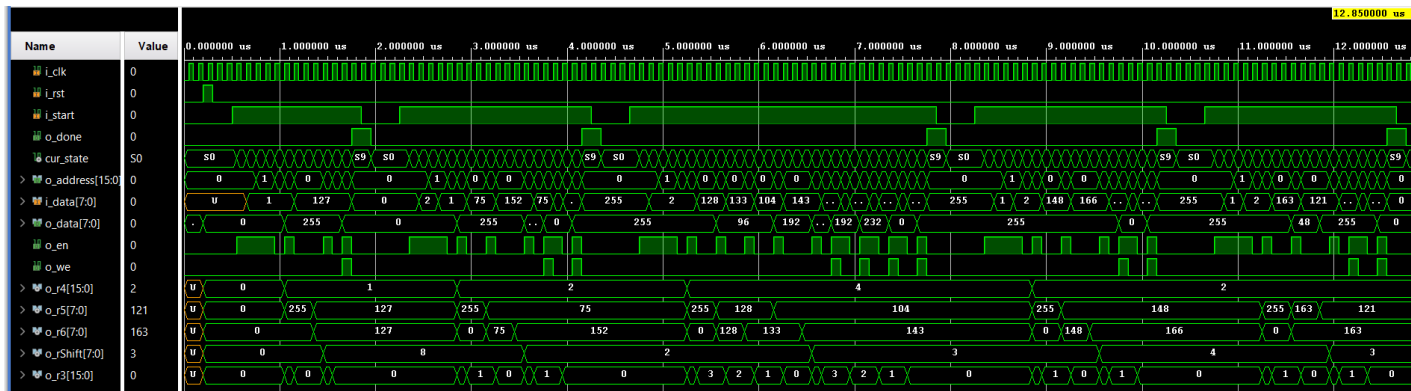 12.850000 us
Name Value 0.000000 us 1.000000 us 2.000000 us 3.000000 us 4.000000 us 5.000000 us 6.000000 us 7.000000 us 8.000000 us 9.000000 us 10.000000 us 11.000000 us 12.000000 us
i_clk 0
i_rst 0
i_start 0
o_done 0
cur_state S0 S0 S9 S0 S9 S0 S9 S0 S9 S0 S9
o_address[15:0] 0 0 1 0 0 0 1 0 0 0 1 0 0 0 0 0 1 0 0 0 1 0 0 0
i_data[7:0] 0 U 1 127 0 2 1 75 152 75 . 255 2 128 133 104 143 .. .. .. .. 255 1 2 148 166 .. .. 255 1 2 163 121 .. .. 0
o_data[7:0] 0 . 0 255 0 255 .. 0 255 96 192 .. 192 232 0 255 0 255 48 255 0
o_en 0
o_we 0
o_r4[15:0] 2 U 0 1 2 4 2
o_r5[7:0] 121 U 0 255 127 255 75 255 128 104 255 148 255 163 121
o_r6[7:0] 163 U 0 127 0 75 152 0 128 133 143 0 148 166 0 163
o_rShift[7:0] 3 U 0 8 2 3 4 3
o_r3[15:0] 0 U 0 0 0 1 0 1 0 3 2 1 0 3 2 1 0 1 0 1 0 1 0 1 0